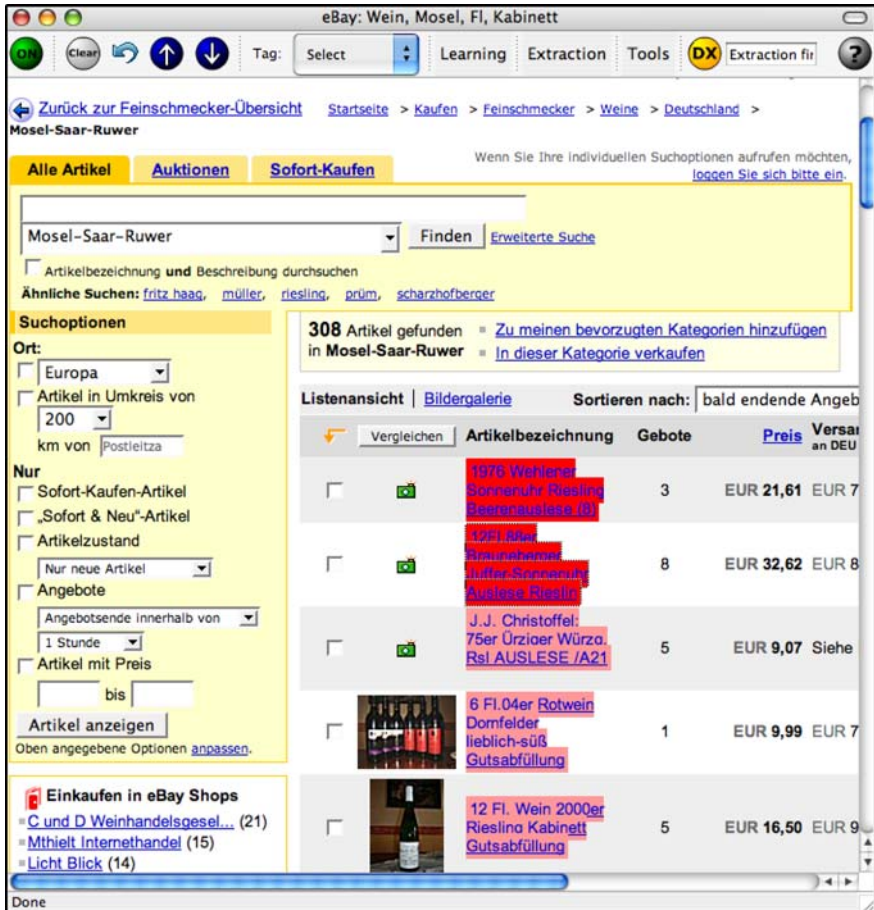 eBay: Wein, Mosel, Fl, Kabinett
ON Clear Tag: Select Learning Extraction Tools DX Extraction fir ?
Zurück zur Feinschmecker-Übersicht Startseite > Kaufen > Feinschmecker > Weine > Deutschland >
Mosel-Saar-Ruwer
Wenn Sie Ihre individuellen Suchoptionen aufrufen möchten,
Alle Artikel Auktionen Sofort-Kaufen loggen Sie sich bitte ein.
Mosel-Saar-Ruwer Finden Erweiterte Suche
Artikelbezeichnung und Beschreibung durchsuchen
Ähnliche Suchen: fritz haag, müller, riesling, prüm, scharzhofberger
Suchoptionen
Ort:
Europa
Artikel in Umkreis von
200
km von Postleitza
Nur
Sofort-Kaufen-Artikel
„Sofort & Neu"-Artikel
Artikelzustand
Nur neue Artikel
Angebote
Angebotsende innerhalb von
1 Stunde
Artikel mit Preis
bis
Artikel anzeigen
Oben angegebene Optionen anpassen.
Einkaufen in eBay Shops
C und D Weinhandelsgesel... (21)
Mthielt Internethandel (15)
Licht Blick (14)
308 Artikel gefunden Zu meinen bevorzugten Kategorien hinzufügen
in Mosel-Saar-Ruwer In dieser Kategorie verkaufen
Listenansicht | Bildergalerie Sortieren nach: bald endende Angeb
Vergleichen Artikelbezeichnung Gebote Preis Versar
an DEU
1976 Wehlener
Sonnenuhr Riesling
Beerenauslese (8)
3 EUR 21,61 EUR 7
12Fl.88er
Brauneberger
Juffer-Sonnenuhr
Auslese Rieslin
8 EUR 32,62 EUR 8
J.J. Christoffel:
75er Ürziger Würzg.
Rsl AUSLESE /A21
5 EUR 9,07 Siehe
6 Fl.04er Rotwein
Dornfelder
lieblich-süß
Gutsabfüllung
1 EUR 9,99 EUR 7
12 Fl. Wein 2000er
Riesling Kabinett
Gutsabfüllung
5 EUR 16,50 EUR 9
Done